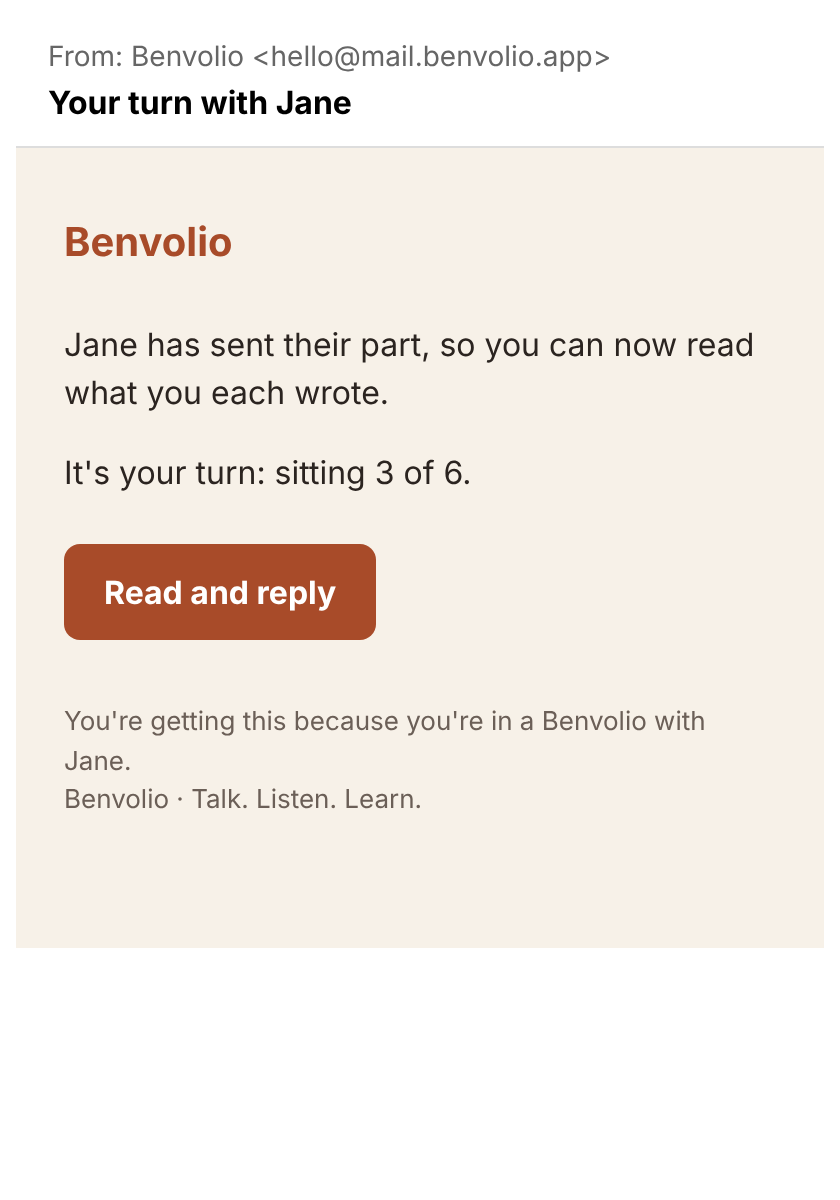 From: Benvolio <hello@mail.benvolio.app>
Your turn with Jane
Benvolio
Jane has sent their part, so you can now read
what you each wrote.
It's your turn: sitting 3 of 6.
Read and reply
You're getting this because you're in a Benvolio with
Jane.
Benvolio · Talk. Listen. Learn.